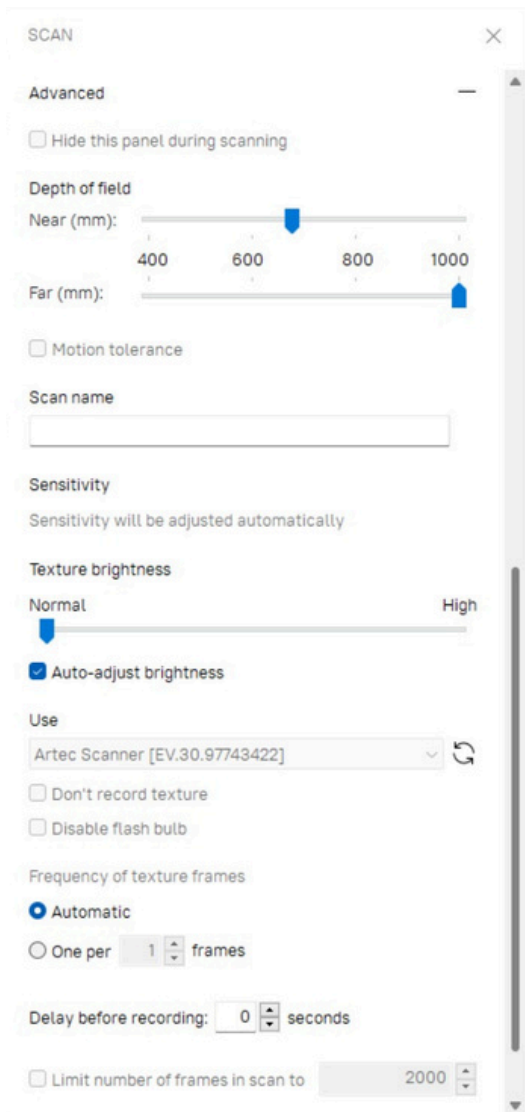 SCAN
Advanced
Hide this panel during scanning
Depth of field
Near (mm):
400 600 800 1000
Far (mm):
Motion tolerance
Scan name
Sensitivity
Sensitivity will be adjusted automatically
Texture brightness
Normal High
Auto-adjust brightness
Use
Artec Scanner [EV.30.97743422]
Don't record texture
Disable flash bulb
Frequency of texture frames
Automatic
One per 1 frames
Delay before recording: 0 seconds
Limit number of frames in scan to 2000